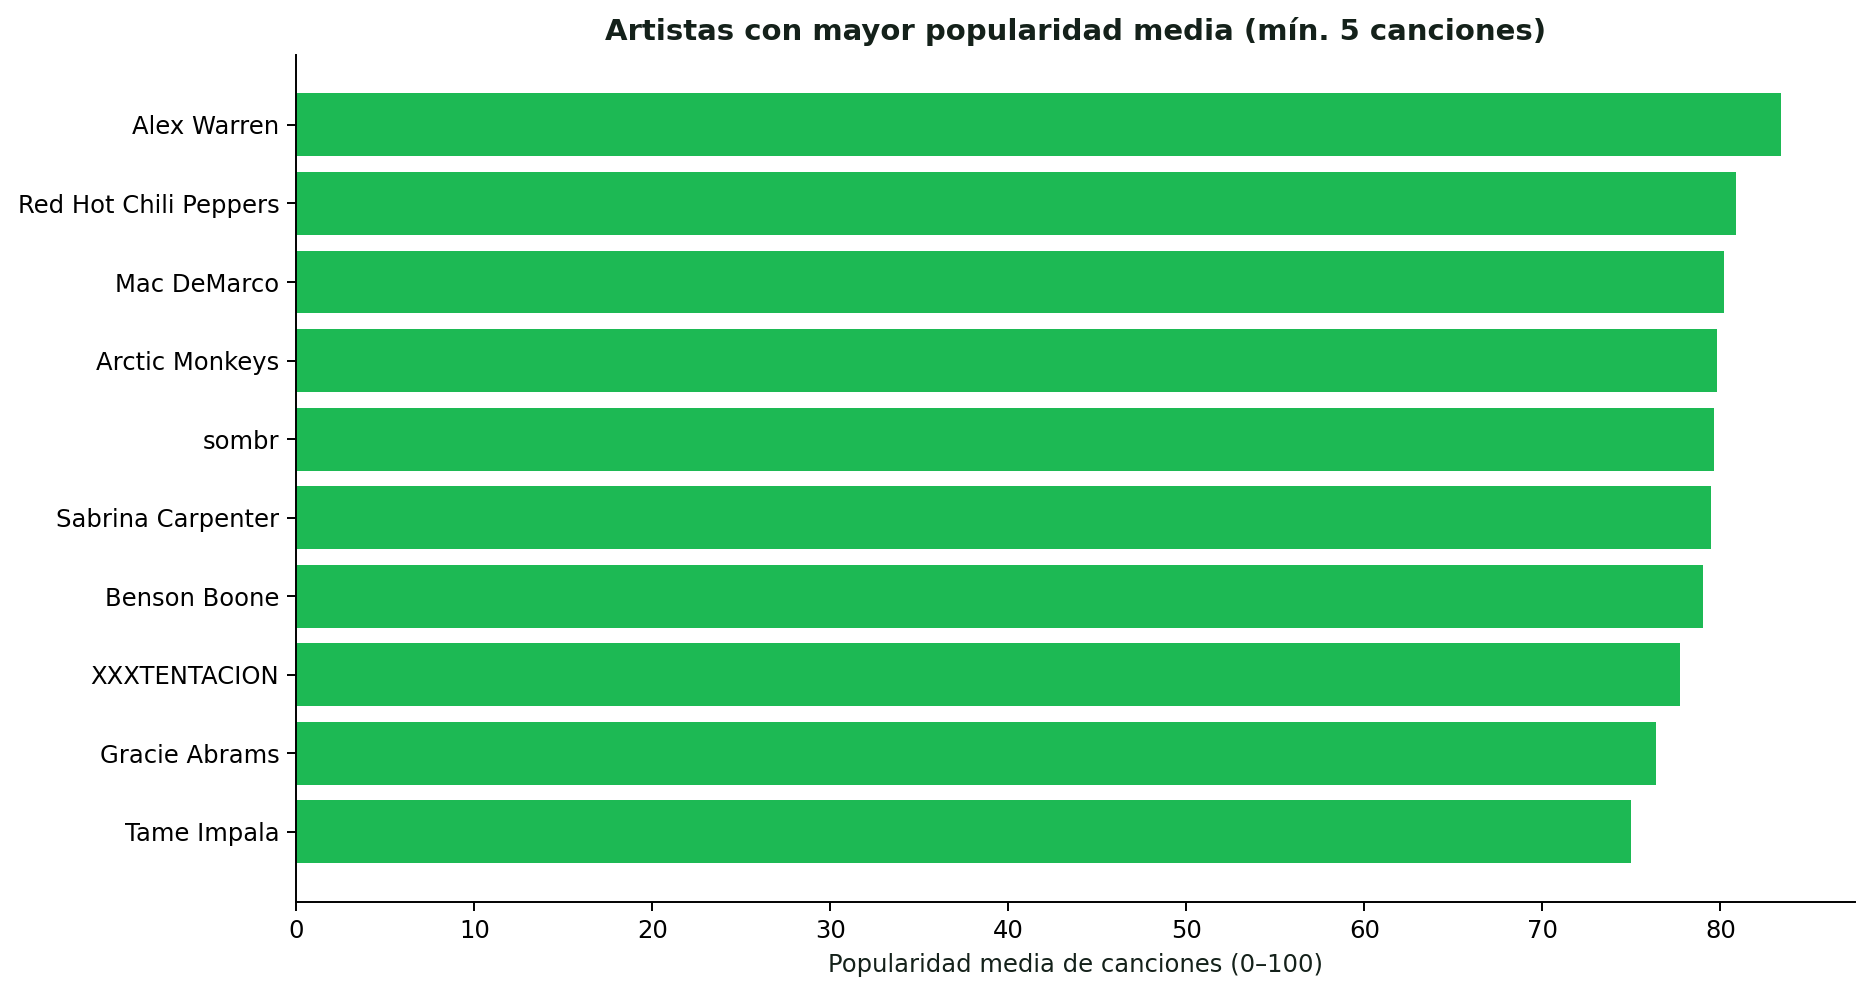 Artistas con mayor popularidad media (mín. 5 canciones)
Alex Warren
Red Hot Chili Peppers
Mac DeMarco
Arctic Monkeys
sombr
Sabrina Carpenter
Benson Boone
XXXTENTACION
Gracie Abrams
Tame Impala
0 10 20 30 40 50 60 70 80
Popularidad media de canciones (0–100)